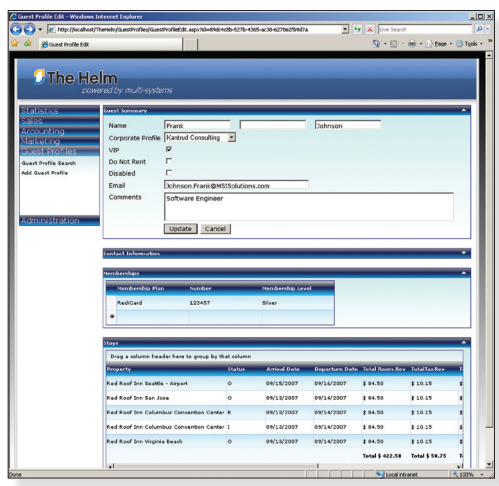 Guest Profile Edit - Windows Internet Explorer
Live Search
Guest Profile Edit
Page
Tools
The Helm
powered by multi-systems
Statistics
Sales
Accounting
Marketing
Guest Profiles
Guest Profile Search
Add Guest Profile
Administration
Guest Summary
Name Frank Johnson
Corporate Profile Kantrud Consulting
VIP
Do Not Rent
Disabled
Email Johnson.Frank@MSISolutions.com
Comments Software Engineer
Update Cancel
Contact Information
Memberships
Membership Plan Number Membership Level
RediCard 123457 Silver
Stays
Drag a column header here to group by that column
Property Status Arrival Date Departure Date Total Room Rev TotalTaxRev
Red Roof Inn Seattle - Airport O 09/15/2007 09/16/2007 $ 84.50 $ 10.15
Red Roof Inn San Jose O 09/13/2007 09/14/2007 $ 84.50 $ 10.15
Red Roof Inn Columbus Convention Center R 09/13/2007 09/14/2007 $ 84.50 $ 10.15
Red Roof Inn Columbus Convention Center I 09/13/2007 09/14/2007 $ 84.50 $ 10.15
Red Roof Inn Virginia Beach O 09/13/2007 09/14/2007 $ 84.50 $ 10.15
Total $ 422.50 Total $ 50.75
Done
Local intranet
100%